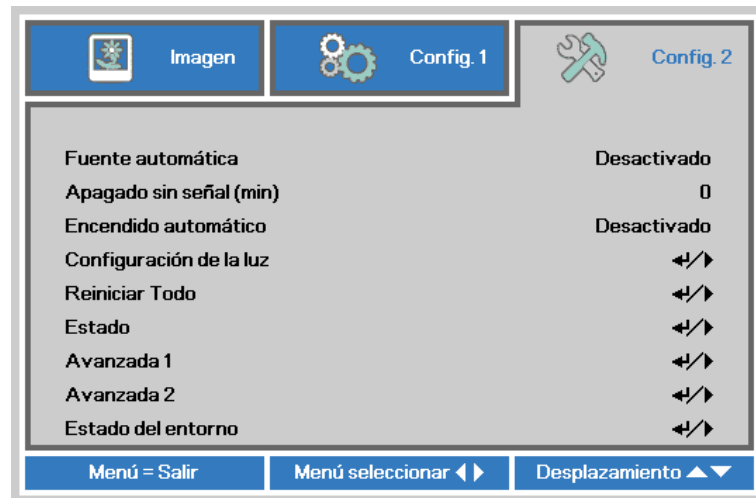 Imagen
Config. 1
Config. 2
Fuente automática Desactivado
Apagado sin señal (min) 0
Encendido automático Desactivado
Configuración de la luz
Reiniciar Todo
Estado
Avanzada 1
Avanzada 2
Estado del entorno
Menú = Salir
Menú seleccionar
Desplazamiento